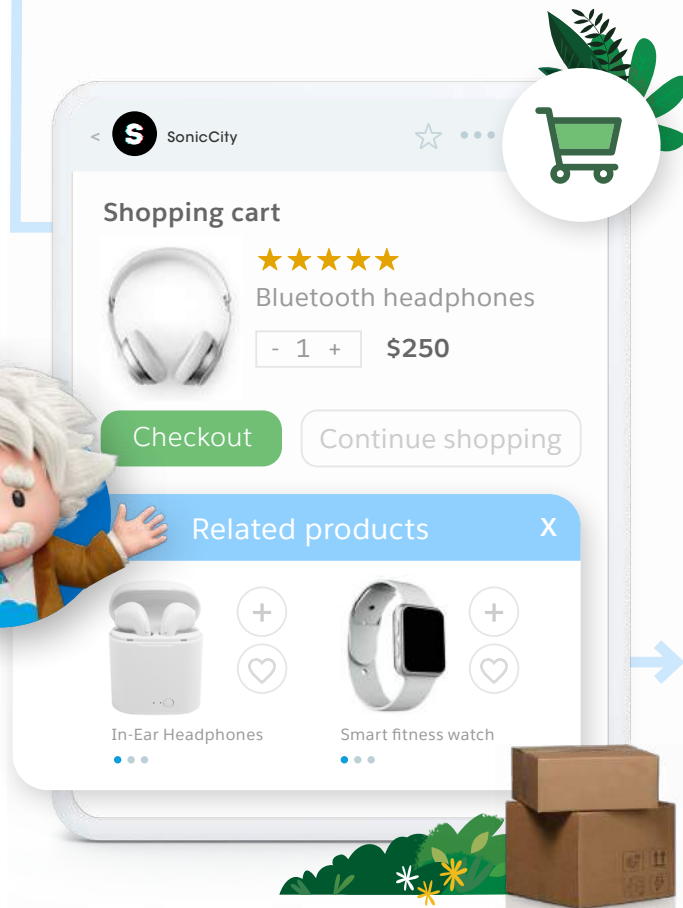 < S SonicCity
Shopping cart
Bluetooth headphones
- 1 + $250
Checkout Continue shopping
Related products X
In-Ear Headphones Smart fitness watch